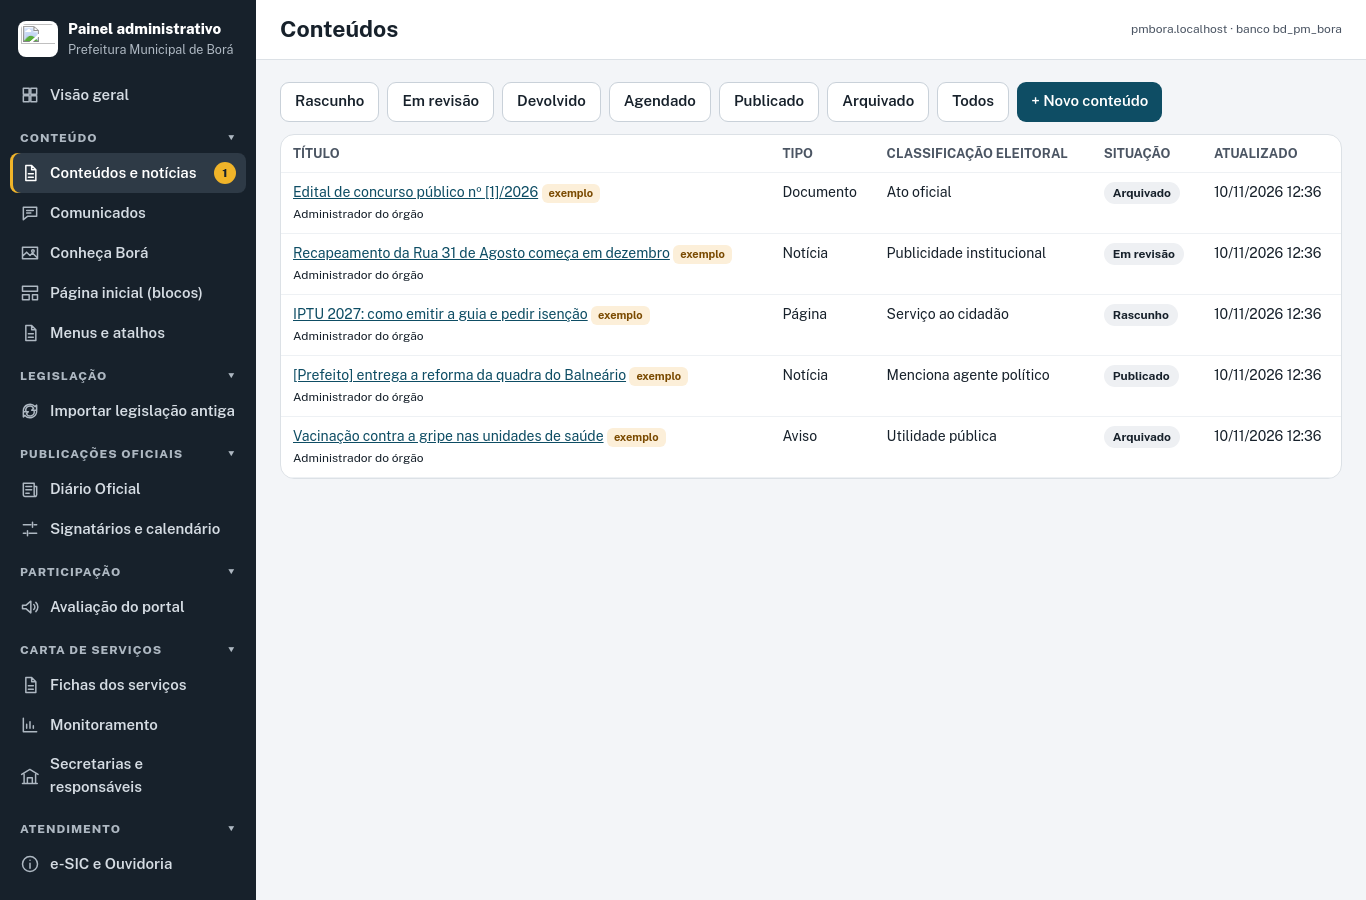 Painel administrativo
Prefeitura Municipal de Borá
Visão geral
CONTEÚDO
Conteúdos e notícias 1
Comunicados
Conheça Borá
Página inicial (blocos)
Menus e atalhos
LEGISLAÇÃO
Importar legislação antiga
PUBLICAÇÕES OFICIAIS
Diário Oficial
Signatários e calendário
PARTICIPAÇÃO
Avaliação do portal
CARTA DE SERVIÇOS
Fichas dos serviços
Monitoramento
Secretarias e
responsáveis
ATENDIMENTO
e-SIC e Ouvidoria
Conteúdos
pmbora.localhost · banco bd_pm_bora
Rascunho Em revisão Devolvido Agendado Publicado Arquivado Todos + Novo conteúdo
TÍTULO TIPO CLASSIFICAÇÃO ELEITORAL SITUAÇÃO ATUALIZADO
Edital de concurso público nº [1]/2026 exemplo Documento Ato oficial Arquivado 10/11/2026 12:36
Administrador do órgão
Recapeamento da Rua 31 de Agosto começa em dezembro exemplo Notícia Publicidade institucional Em revisão 10/11/2026 12:36
Administrador do órgão
IPTU 2027: como emitir a guia e pedir isenção exemplo Página Serviço ao cidadão Rascunho 10/11/2026 12:36
Administrador do órgão
[Prefeito] entrega a reforma da quadra do Balneário exemplo Notícia Menciona agente político Publicado 10/11/2026 12:36
Administrador do órgão
Vacinação contra a gripe nas unidades de saúde exemplo Aviso Utilidade pública Arquivado 10/11/2026 12:36
Administrador do órgão